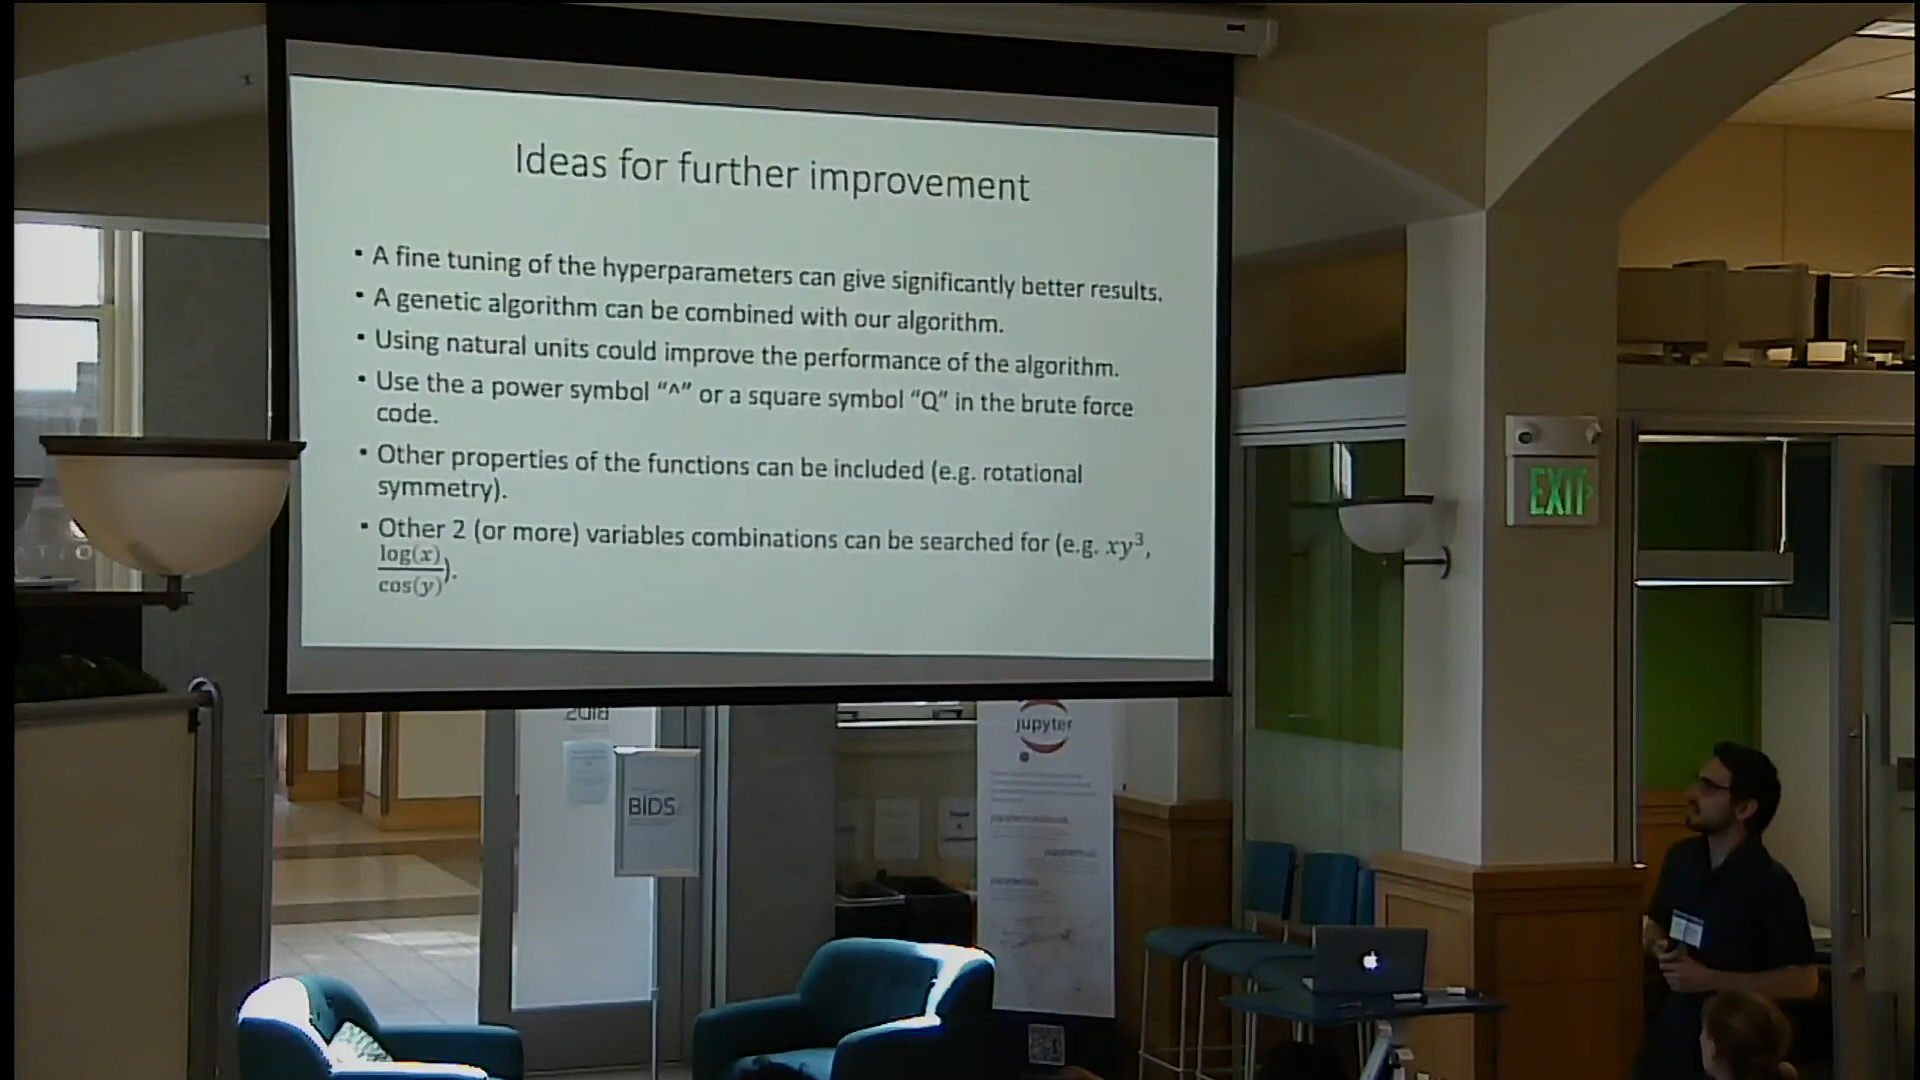 Ideas for further improvement
▪ A fine tuning of the hyperparameters can give significantly better results.
▪ A genetic algorithm can be combined with our algorithm.
▪ Using natural units could improve the performance of the algorithm.
▪ Use the a power symbol “^” or a square symbol “Q” in the brute force
code.
▪ Other properties of the functions can be included (e.g. rotational
symmetry).
▪ Other 2 (or more) variables combinations can be searched for (e.g. xy³,
log(x)
cos(y)).
EXIT
2018
jupyter
BIDS